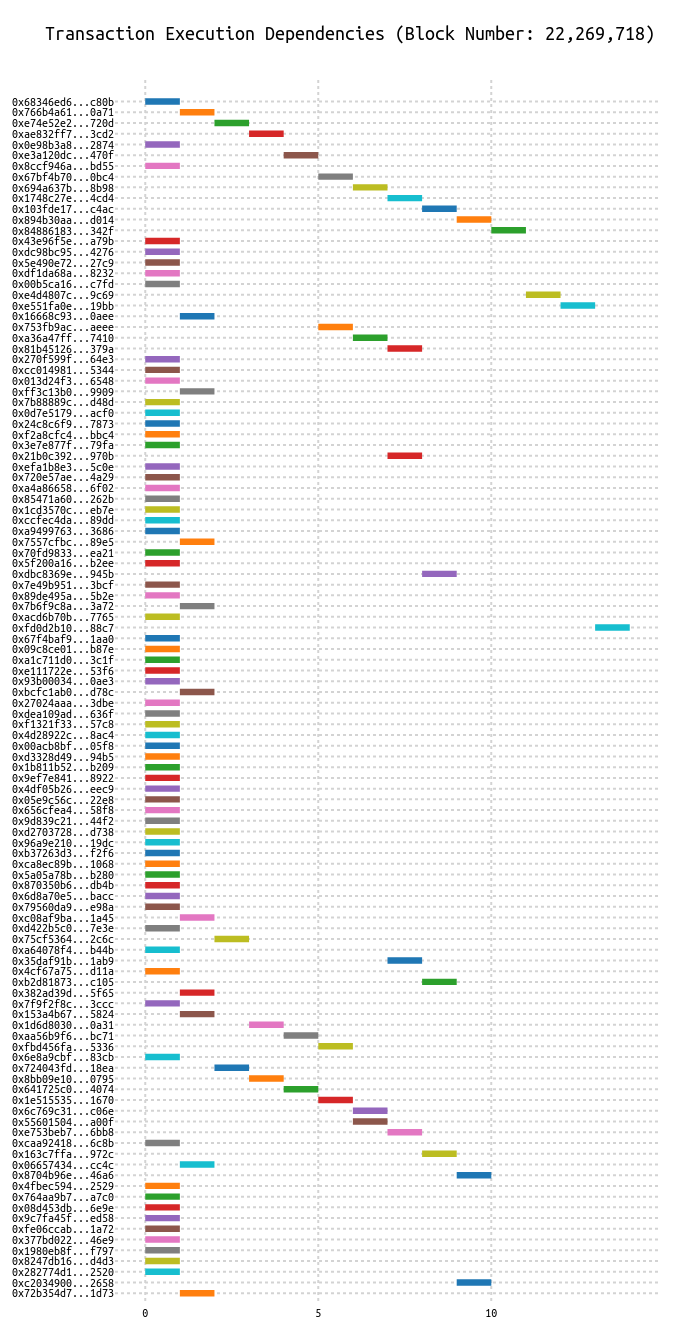 Transaction Execution Dependencies (Block Number: 22,269,718)
0x68346ed6...c80b
0x766b4a61...0a71
0xe74e52e2...720d
0xae832ff7...3cd2
0x0e98b3a8...2874
0xe3a120dc...470f
0x8ccf946a...bd55
0x67bf4b70...0bc4
0x694a637b...8b98
0x1748c27e...4cd4
0x103fde17...c4ac
0x894b30aa...d014
0x84886183...342f
0x43e96f5e...a79b
0xdc98bc95...4276
0x5e490e72...27c9
0xdf1da68a...8232
0x00b5ca16...c7fd
0xe4d4807c...9c69
0xe551fa0e...19bb
0x16668c93...0aee
0x753fb9ac...aeee
0xa36a47ff...7410
0x81b45126...379a
0x270f599f...64e3
0xcc014981...5344
0x013d24f3...6548
0xff3c13b0...9909
0x7b88889c...d48d
0x0d7e5179...acf0
0x24c8c6f9...7873
0xf2a8cfc4...bbc4
0x3e7e877f...79fa
0x21b0c392...970b
0xefa1b8e3...5c0e
0x720e57ae...4a29
0xa4a86658...6f02
0x85471a60...262b
0x1cd3570c...eb7e
0xccfec4da...89dd
0xa9499763...3686
0x7557cfbc...89e5
0x70fd9833...ea21
0x5f200a16...b2ee
0xdbc8369e...945b
0x7e49b951...3bcf
0x89de495a...5b2e
0x7b6f9c8a...3a72
0xacd6b70b...7765
0xfd0d2b10...88c7
0x67f4baf9...1aa0
0x09c8ce01...b87e
0xa1c711d0...3c1f
0xe111722e...53f6
0x93b00034...0ae3
0xbcfc1ab0...d78c
0x27024aaa...3dbe
0xdea109ad...636f
0xf1321f33...57c8
0x4d28922c...8ac4
0x00acb8bf...05f8
0xd3328d49...94b5
0x1b811b52...b209
0x9ef7e841...8922
0x4df05b26...eec9
0x05e9c56c...22e8
0x656cfea4...58f8
0x9d839c21...44f2
0xd2703728...d738
0x96a9e210...19dc
0xb37263d3...f2f6
0xca8ec89b...1068
0x5a05a78b...b280
0x870350b6...db4b
0x6d8a70e5...bacc
0x79560da9...e98a
0xc08af9ba...1a45
0xd422b5c0...7e3e
0x75cf5364...2c6c
0xa64078f4...b44b
0x35daf91b...1ab9
0x4cf67a75...d11a
0xb2d81873...c105
0x382ad39d...5f65
0x7f9f2f8c...3ccc
0x153a4b67...5824
0x1d6d8030...0a31
0xaa56b9f6...bc71
0xfbd456fa...5336
0x6e8a9cbf...83cb
0x724043fd...18ea
0x8bb09e10...0795
0x641725c0...4074
0x1e515535...1670
0x6c769c31...c06e
0x55601504...a00f
0xe753beb7...6bb8
0xcaa92418...6c8b
0x163c7ffa...972c
0x06657434...cc4c
0x8704b96e...46a6
0x4fbec594...2529
0x764aa9b7...a7c0
0x08d453db...6e9e
0x9c7fa45f...ed58
0xfe06ccab...1a72
0x377bd022...46e9
0x1980eb8f...f797
0x8247db16...d4d3
0x282774d1...2520
0xc2034900...2658
0x72b354d7...1d73
0 5 10